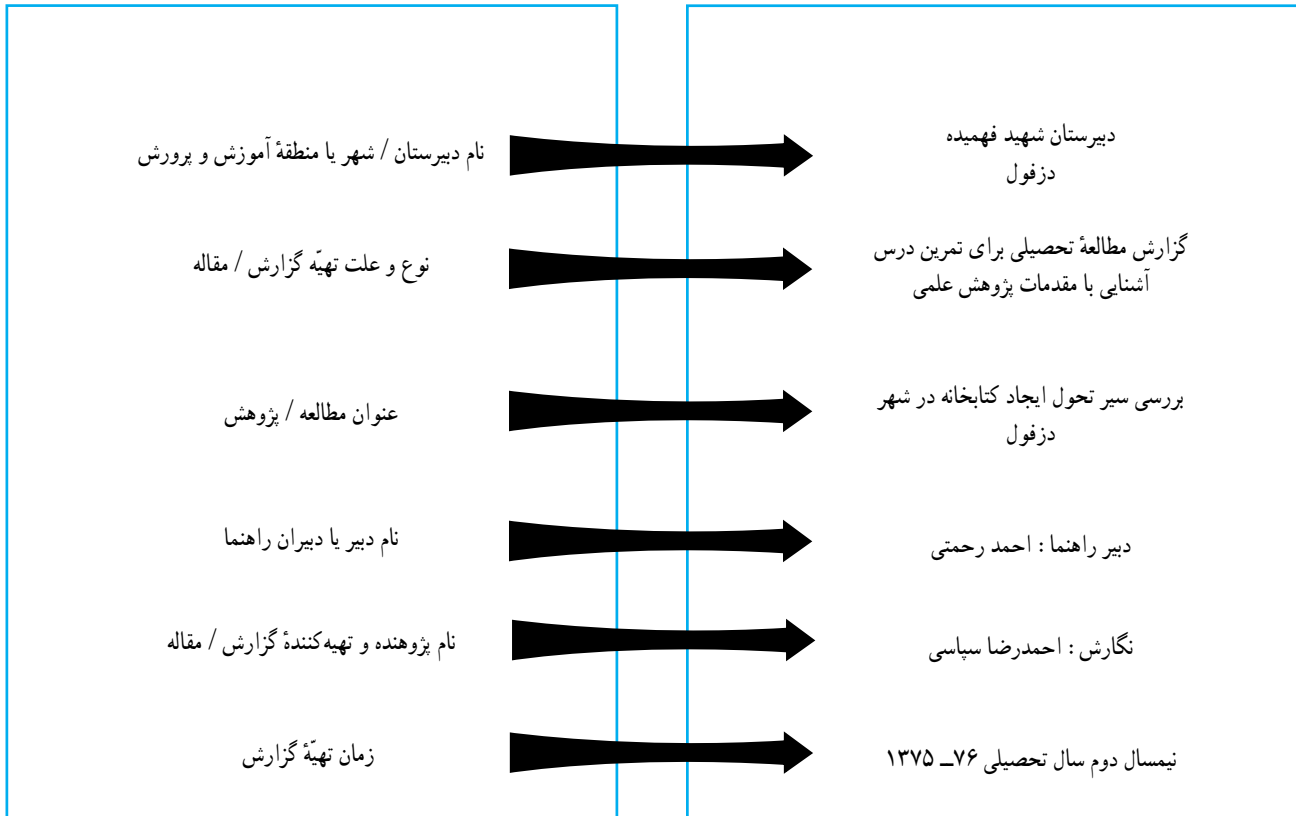 نام دبیرستان / شهر یا منطقهٔ آموزش و پرورش
دبیرستان شهید فهمیده
دزفول
نوع و علت تهیّه گزارش / مقاله
گزارش مطالعهٔ تحصیلی برای تمرین درس
آشنایی با مقدمات پژوهش علمی
عنوان مطالعه / پژوهش
بررسی سیر تحول ایجاد کتابخانه در شهر
دزفول
نام دبیر یا دبیران راهنما
دبیر راهنما : احمد رحمتی
نام پژوهنده و تهیه‌کنندهٔ گزارش / مقاله
نگارش : احمدرضا سپاسی
زمان تهیّهٔ گزارش
نیمسال دوم سال تحصیلی ۷۶ــ ۱۳۷۵